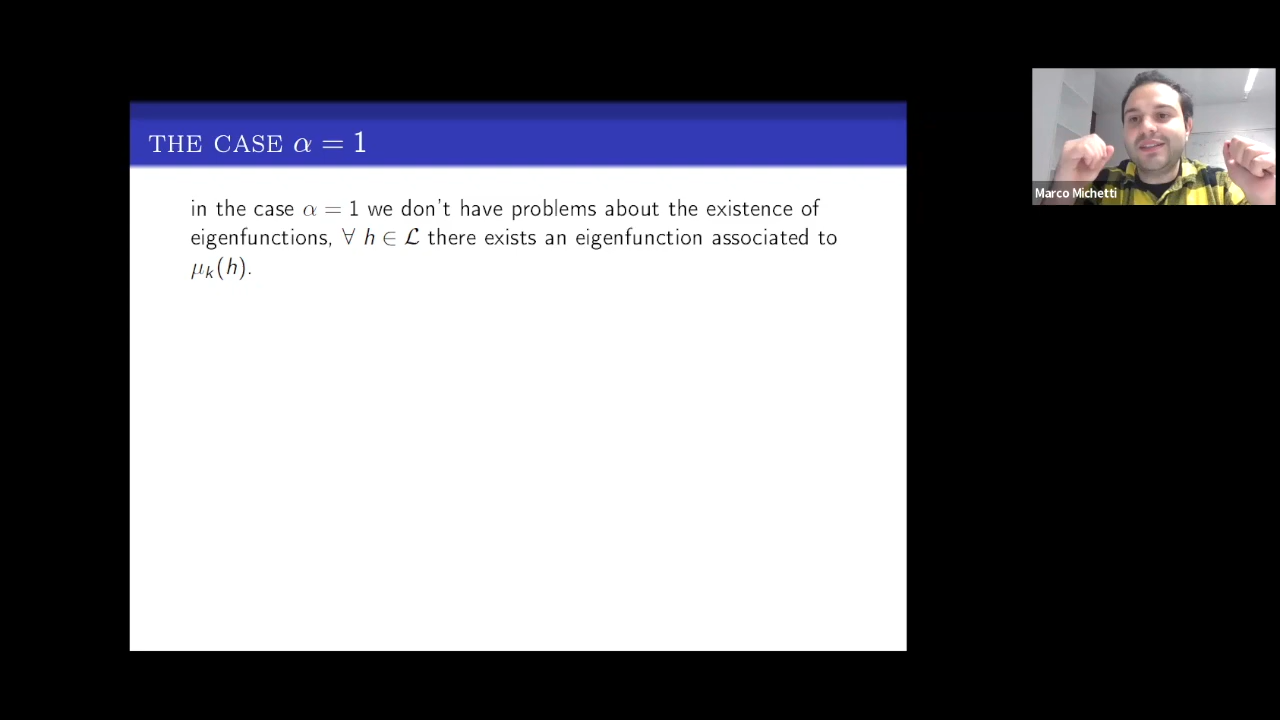 THE CASE α = 1
in the case α = 1 we don't have problems about the existence of
eigenfunctions, ∀ h ∈ ℒ there exists an eigenfunction associated to
μₖ(h).
Marco Michetti